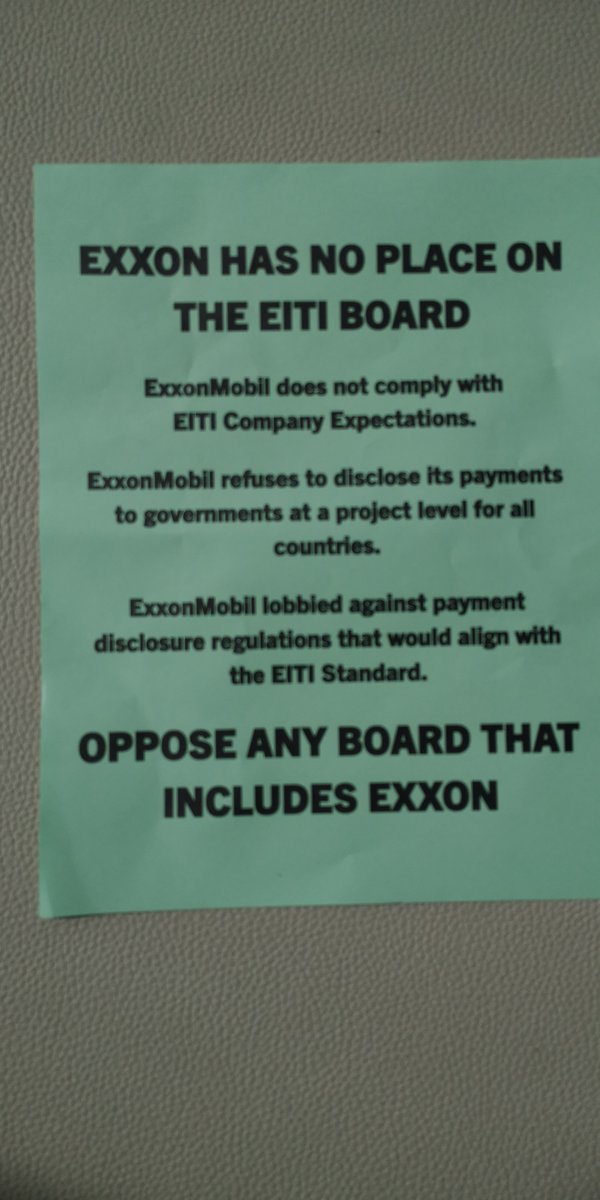 EXXON HAS NO PLACE ON
THE EITI BOARD
ExxonMobil does not comply with
EITI Company Expectations.
ExxonMobil refuses to disclose its payments
to governments at a project level for all
countries.
ExxonMobil lobbied against payment
disclosure regulations that would align with
the EITI Standard.
OPPOSE ANY BOARD THAT
INCLUDES EXXON